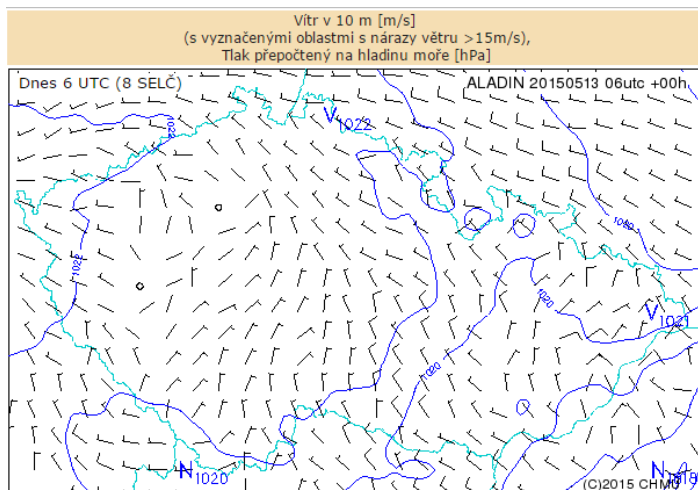 Vítr v 10 m [m/s]
(s vyznačenými oblastmi s nárazy větru >15m/s),
Tlak přepočtený na hladinu moře [hPa]
Dnes 6 UTC (8 SELČ)
ALADIN 20150513 06utc +00h
1022
V1022
1020
1022
1020
V1021
1020
N1020
N
(C)2015 CHMU